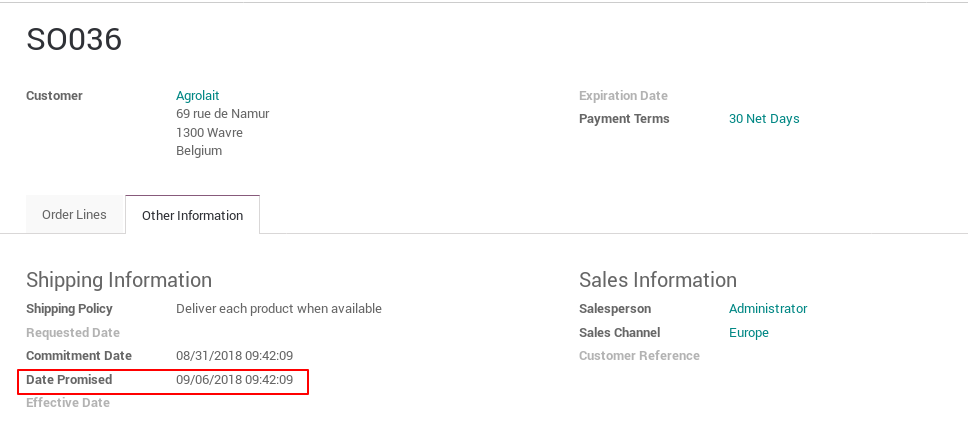 SO036
Customer Agrolait
69 rue de Namur
1300 Wavre
Belgium
Expiration Date
Payment Terms 30 Net Days
Order Lines Other Information
Shipping Information
Shipping Policy Deliver each product when available
Requested Date
Commitment Date 08/31/2018 09:42:09
Date Promised 09/06/2018 09:42:09
Effective Date
Sales Information
Salesperson Administrator
Sales Channel Europe
Customer Reference